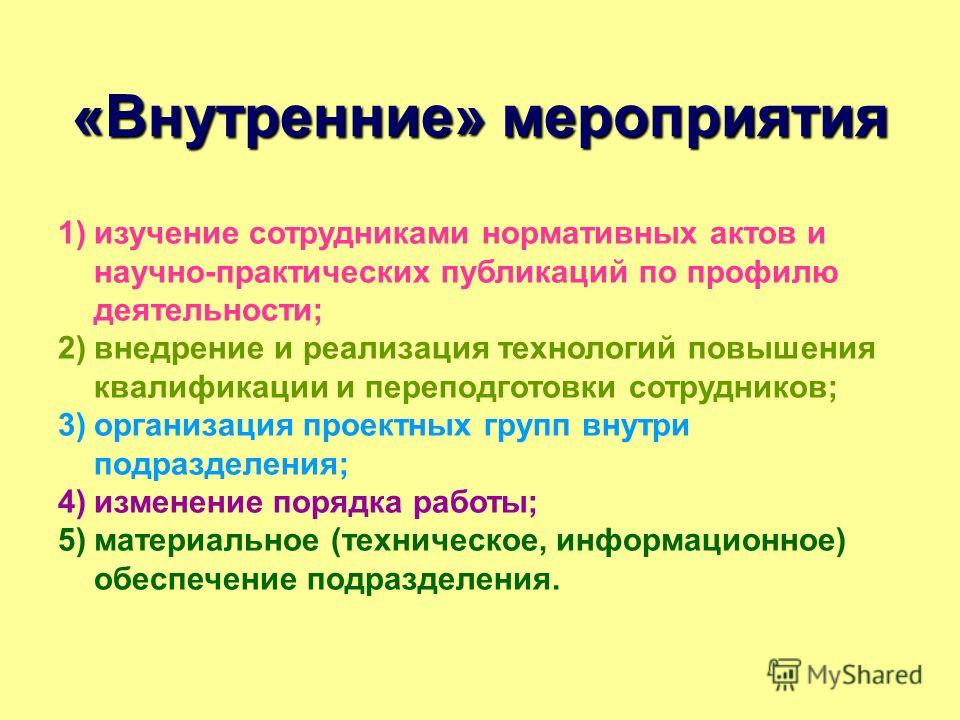 «Внутренние» мероприятия
1) изучение сотрудниками нормативных актов и
научно-практических публикаций по профилю
деятельности;
2) внедрение и реализация технологий повышения
квалификации и переподготовки сотрудников;
3) организация проектных групп внутри
подразделения;
4) изменение порядка работы;
5) материальное (техническое, информационное)
обеспечение подразделения.
MyShared